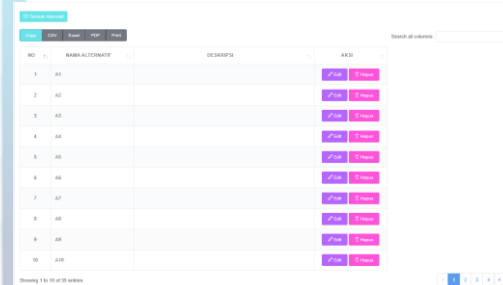 Tambah Alternatif
Copy CSV Excel PDF Print
Search all columns:
NO NAMA ALTERNATIF DESKRIPSI AKSI
1 A1 Edit Hapus
2 A2 Edit Hapus
3 A3 Edit Hapus
4 A4 Edit Hapus
5 A5 Edit Hapus
6 A6 Edit Hapus
7 A7 Edit Hapus
8 A8 Edit Hapus
9 A9 Edit Hapus
10 A10 Edit Hapus
Showing 1 to 10 of 35 entries
‹ 1 2 3 4 ›